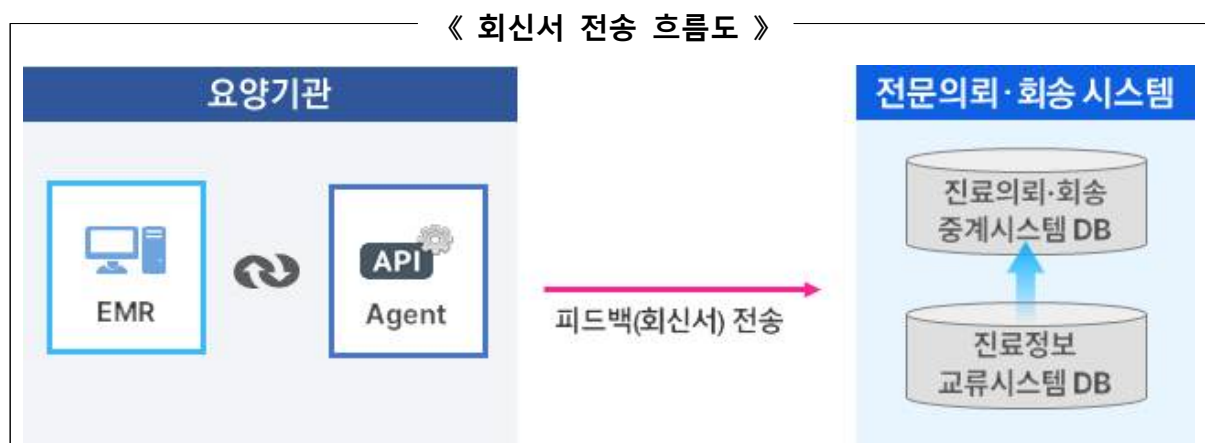 《 회신서 전송 흐름도 》
요양기관
전문의뢰·회송 시스템
EMR
API
Agent
피드백(회신서) 전송
진료의뢰·회송
중계시스템 DB
진료정보
교류시스템 DB